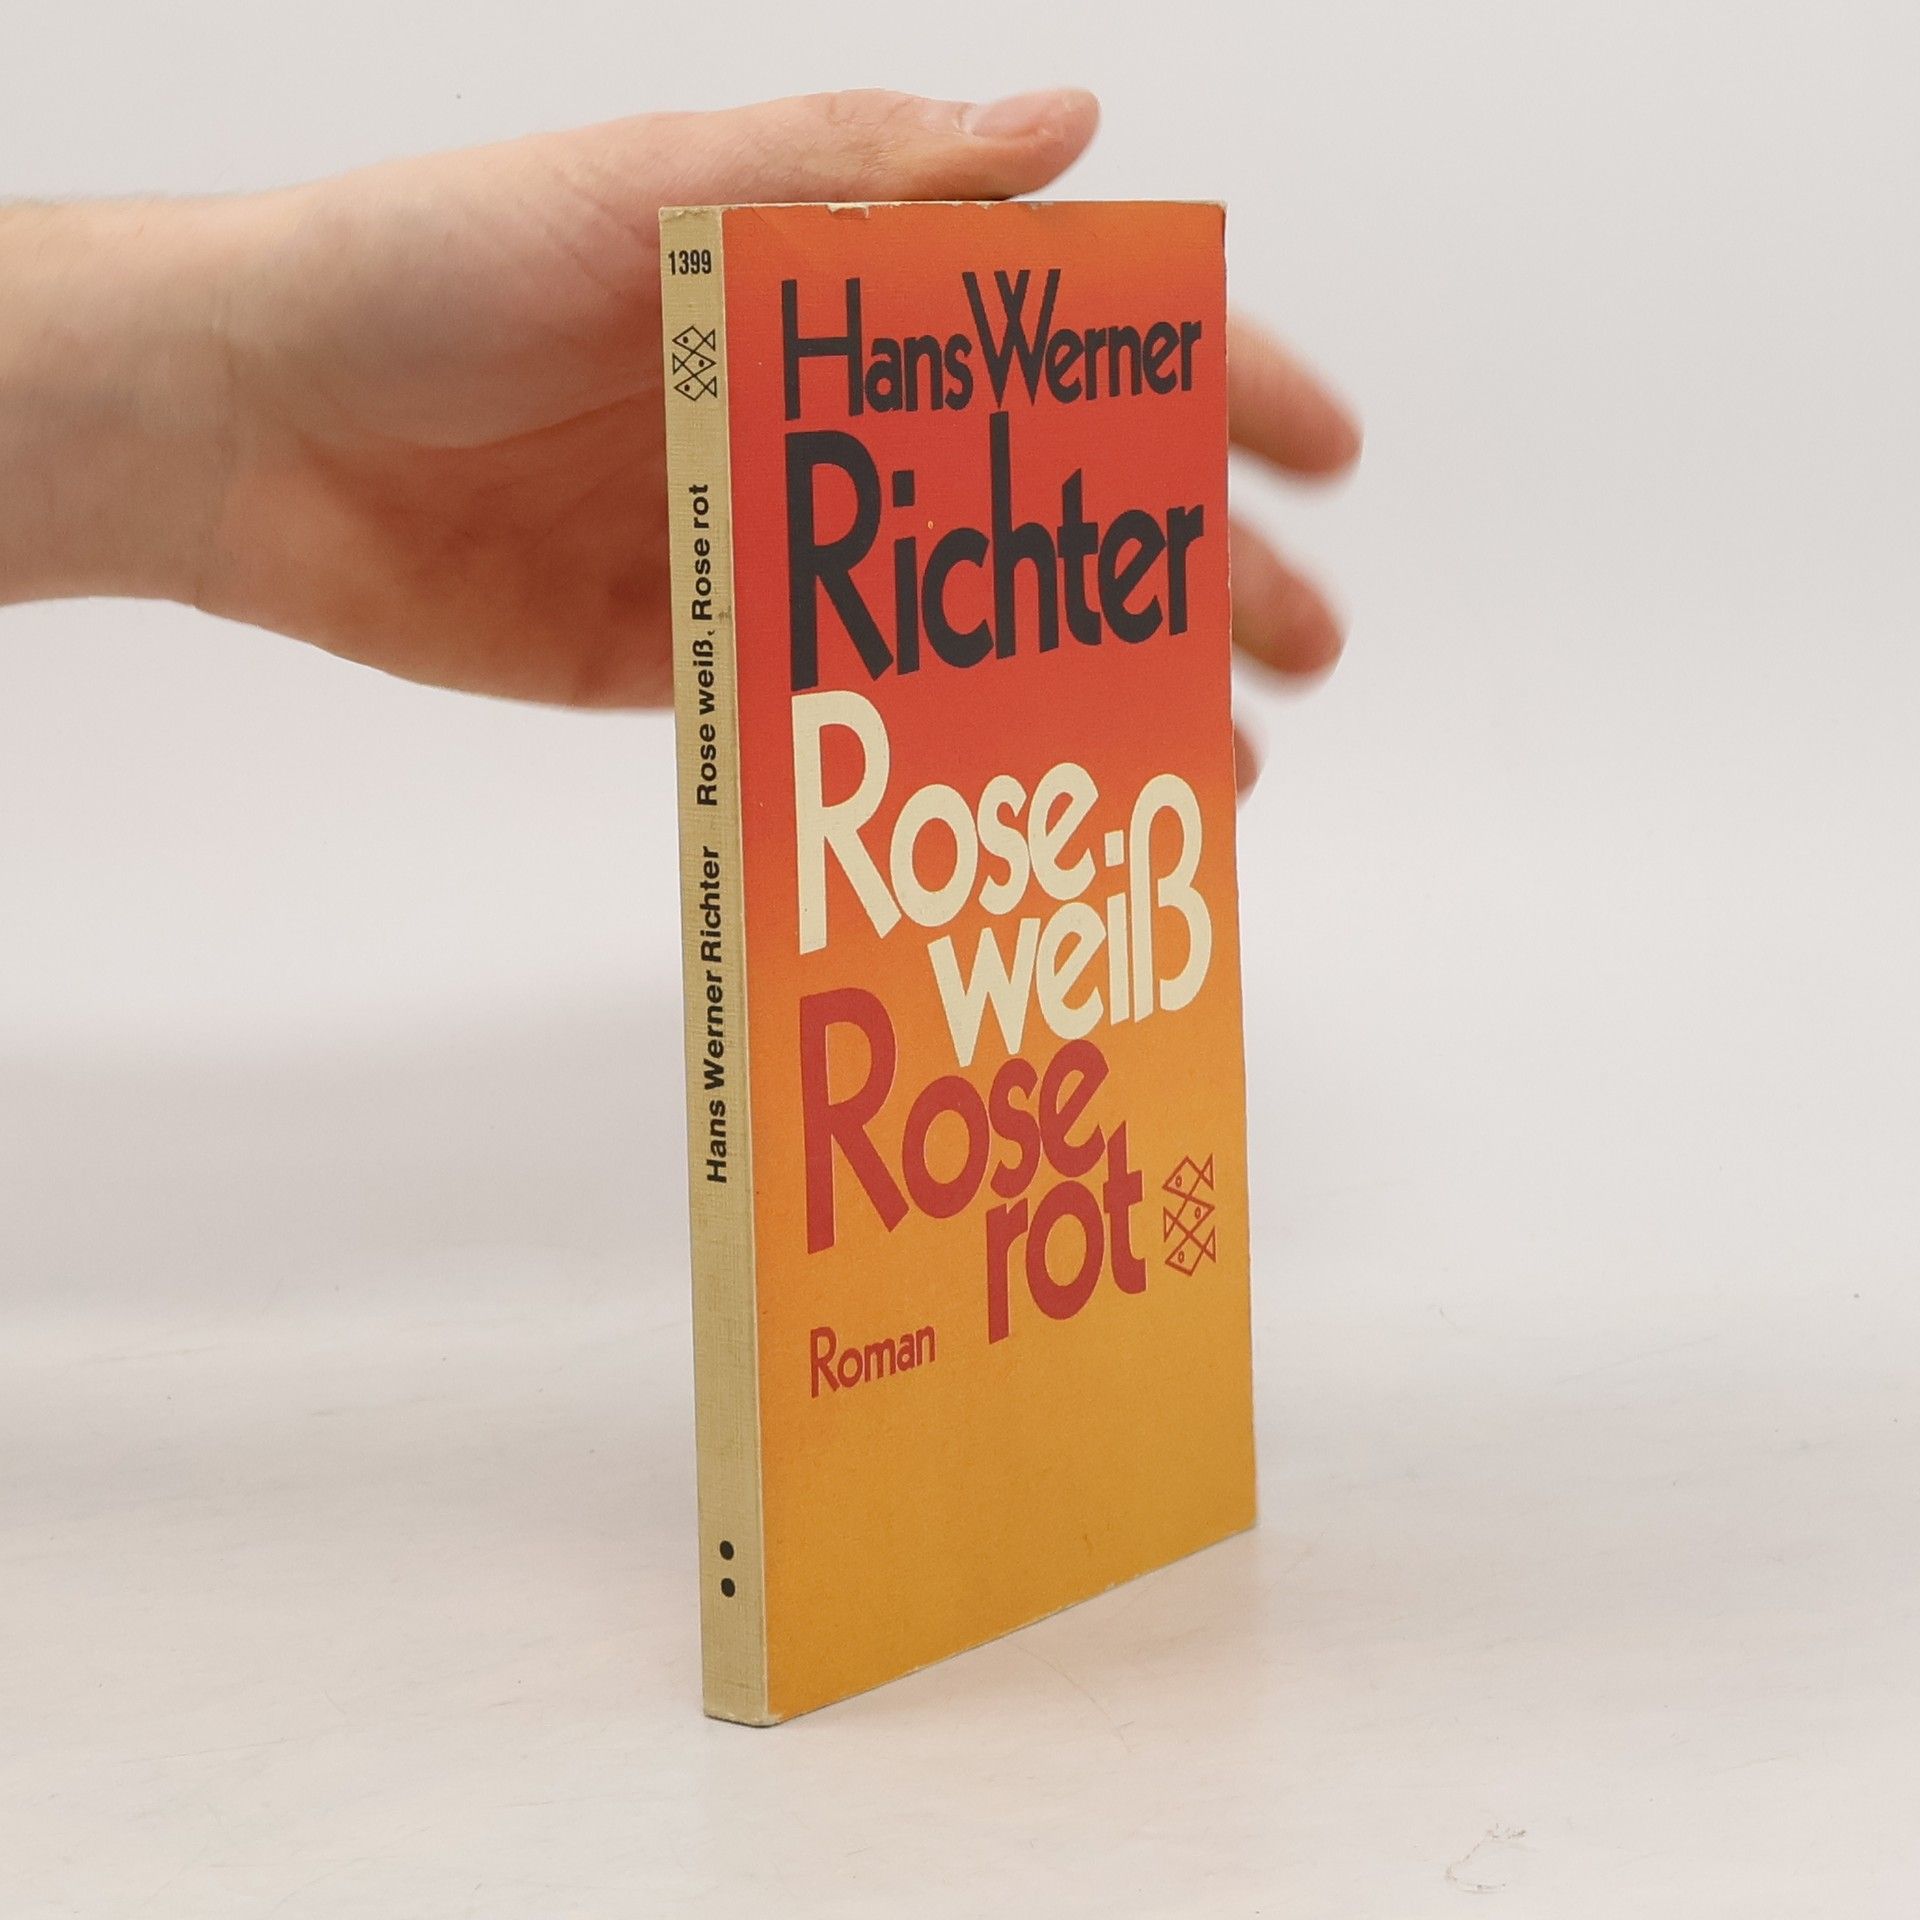 1399
Hans Werner Richter Rose weiß, Rose rot
Hans Werner
Richter
Rose
weiß
Rose
rot
Roman